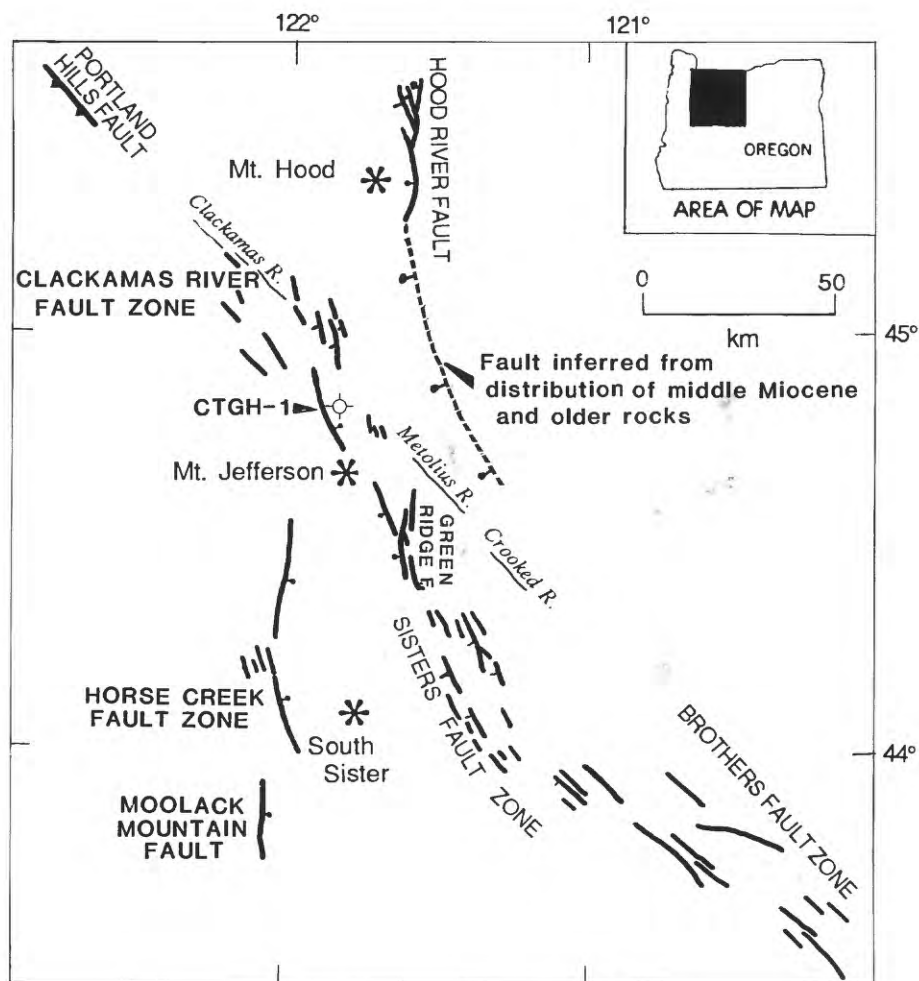 122°
121°
PORTLAND
HILLS FAULT
HOOD RIVER FAULT
OREGON
AREA OF MAP
Mt. Hood
Clackamas R.
0 50
km
CLACKAMAS RIVER
FAULT ZONE
45°
Fault inferred from
distribution of middle Miocene
and older rocks
CTGH-1
Mt. Jefferson
Metolius R.
GREEN
RIDGE F
Crooked R.
SISTERS FAULT ZONE
HORSE CREEK
FAULT ZONE
South
Sister
44°
BROTHERS FAULT ZONE
MOOLACK
MOUNTAIN
FAULT